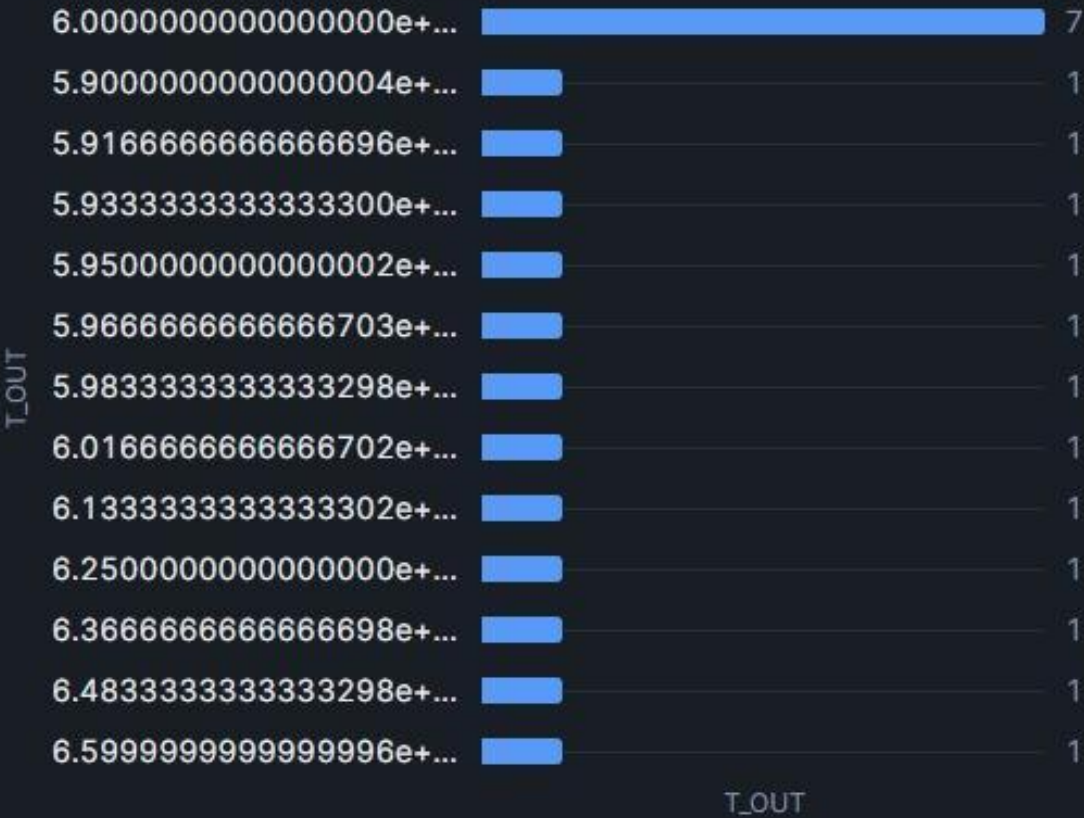 6.0000000000000000e+... 7
5.9000000000000004e+... 1
5.9166666666666696e+... 1
5.9333333333333300e+... 1
5.9500000000000002e+... 1
5.9666666666666703e+... 1
5.9833333333333298e+... 1
6.0166666666666702e+... 1
6.1333333333333302e+... 1
6.2500000000000000e+... 1
6.3666666666666698e+... 1
6.4833333333333298e+... 1
6.5999999999999996e+... 1
T_OUT
T_OUT